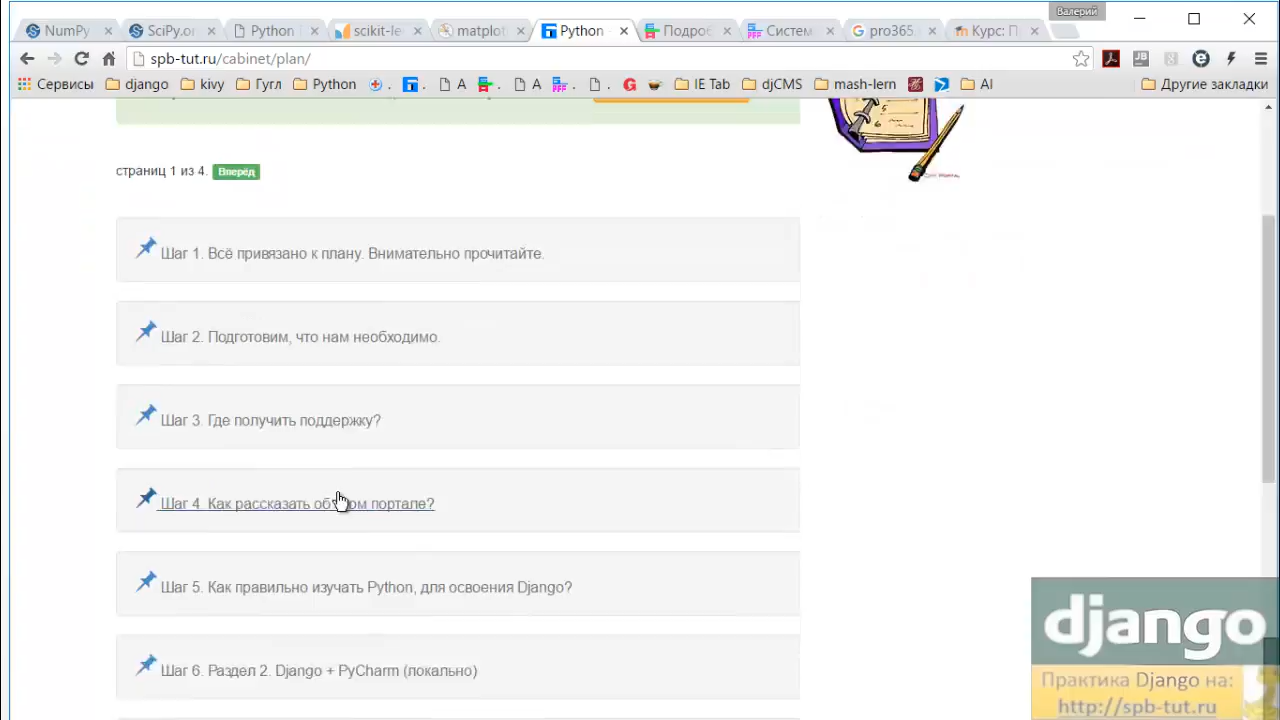 Валерий
NumPy
SciPy.or
Python
scikit-le
matplot
Python
Подроб
Систем
pro365
Курс: П
spb-tut.ru/cabinet/plan/
Сервисы
django
kivy
Гугл
Python
A
A
IE Tab
djCMS
mash-lern
AI
Другие закладки
страниц 1 из 4. Вперёд
Шаг 1. Всё привязано к плану. Внимательно прочитайте.
Шаг 2. Подготовим, что нам необходимо.
Шаг 3. Где получить поддержку?
Шаг 4. Как рассказать об ом портале?
Шаг 5. Как правильно изучать Python, для освоения Django?
Шаг 6. Раздел 2. Django + PyCharm (локально)
django
Практика Django на:
http://spb-tut.ru